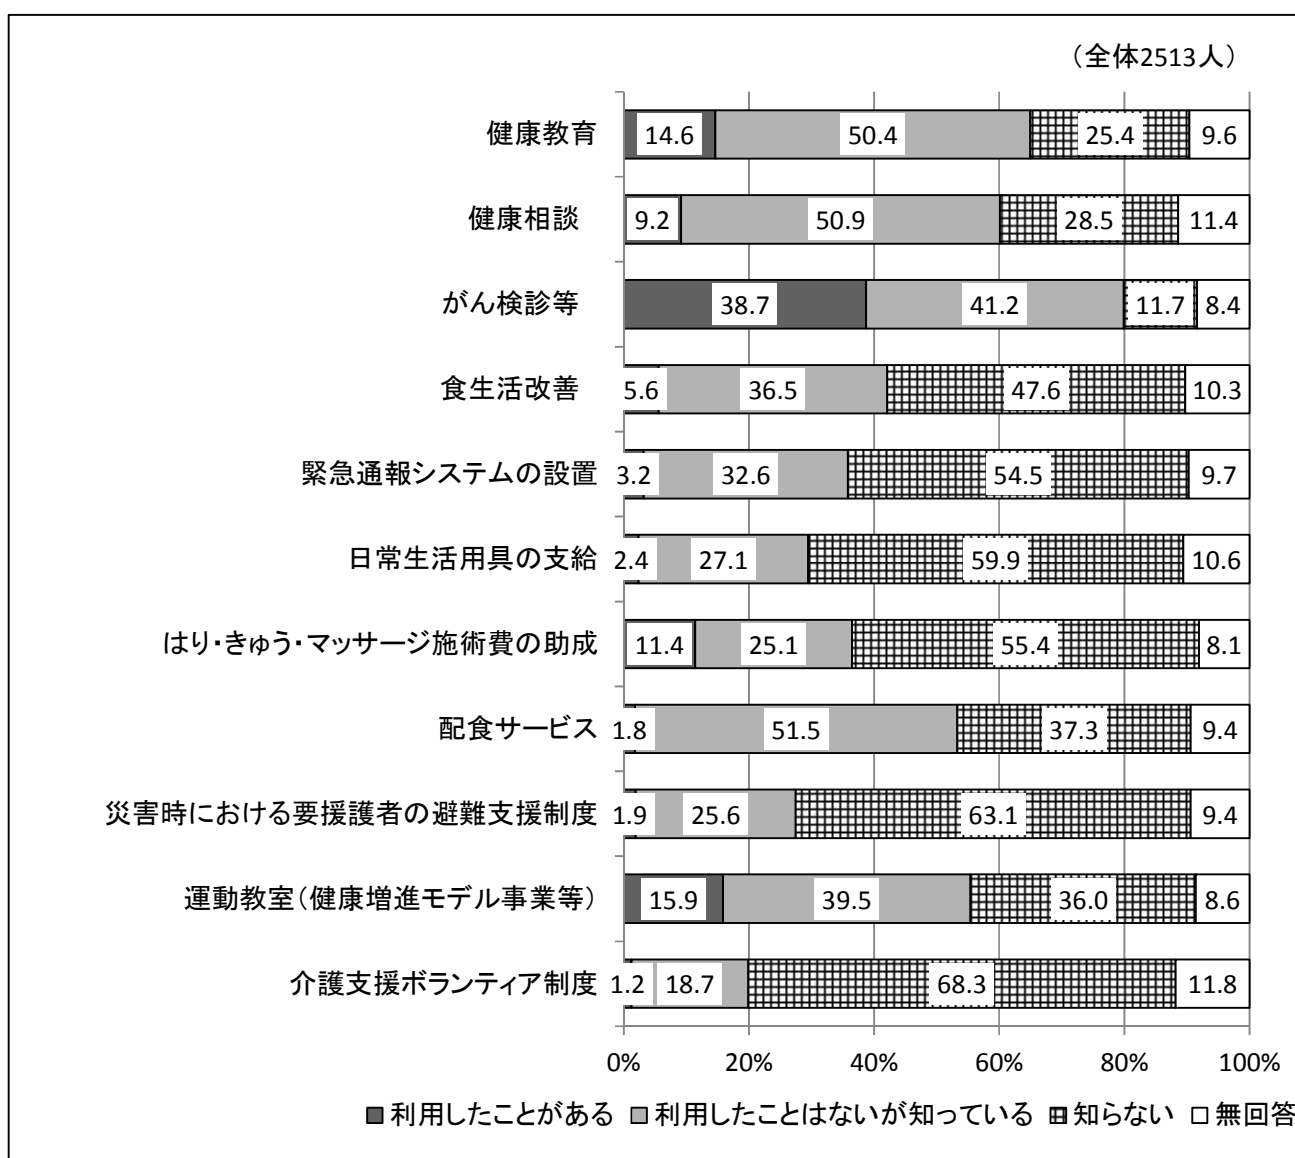 （全体2513人）
健康教育 14.6 50.4 25.4 9.6
健康相談 9.2 50.9 28.5 11.4
がん検診等 38.7 41.2 11.7 8.4
食生活改善 5.6 36.5 47.6 10.3
緊急通報システムの設置 3.2 32.6 54.5 9.7
日常生活用具の支給 2.4 27.1 59.9 10.6
はり・きゅう・マッサージ施術費の助成 11.4 25.1 55.4 8.1
配食サービス 1.8 51.5 37.3 9.4
災害時における要援護者の避難支援制度 1.9 25.6 63.1 9.4
運動教室（健康増進モデル事業等） 15.9 39.5 36.0 8.6
介護支援ボランティア制度 1.2 18.7 68.3 11.8
0% 20% 40% 60% 80% 100%
利用したことがある 利用したことはないが知っている 知らない 無回答